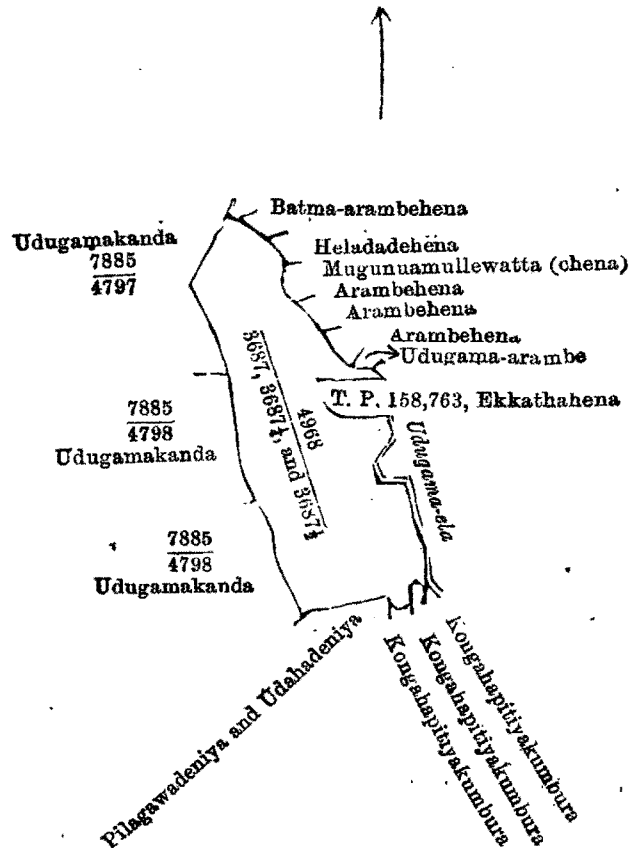 Batma-arambehena
Udugamakanda
7885
4797
Heladadehena
Mugunuamullewatta (chena)
Arambehena
Arambehena
Arambehena
Udugama-arambe
T. P. 158,763, Ekkathahena
3687, 3687¼, and 3687½
4968
7885
4798
Udugamakanda
Udugama-ela
7885
4798
Udugamakanda
Pilagawadeniya and Udahadeniya
Kongahapitiyakumbura
Kongahapitiyakumbura
Kongahapitiyakumbura